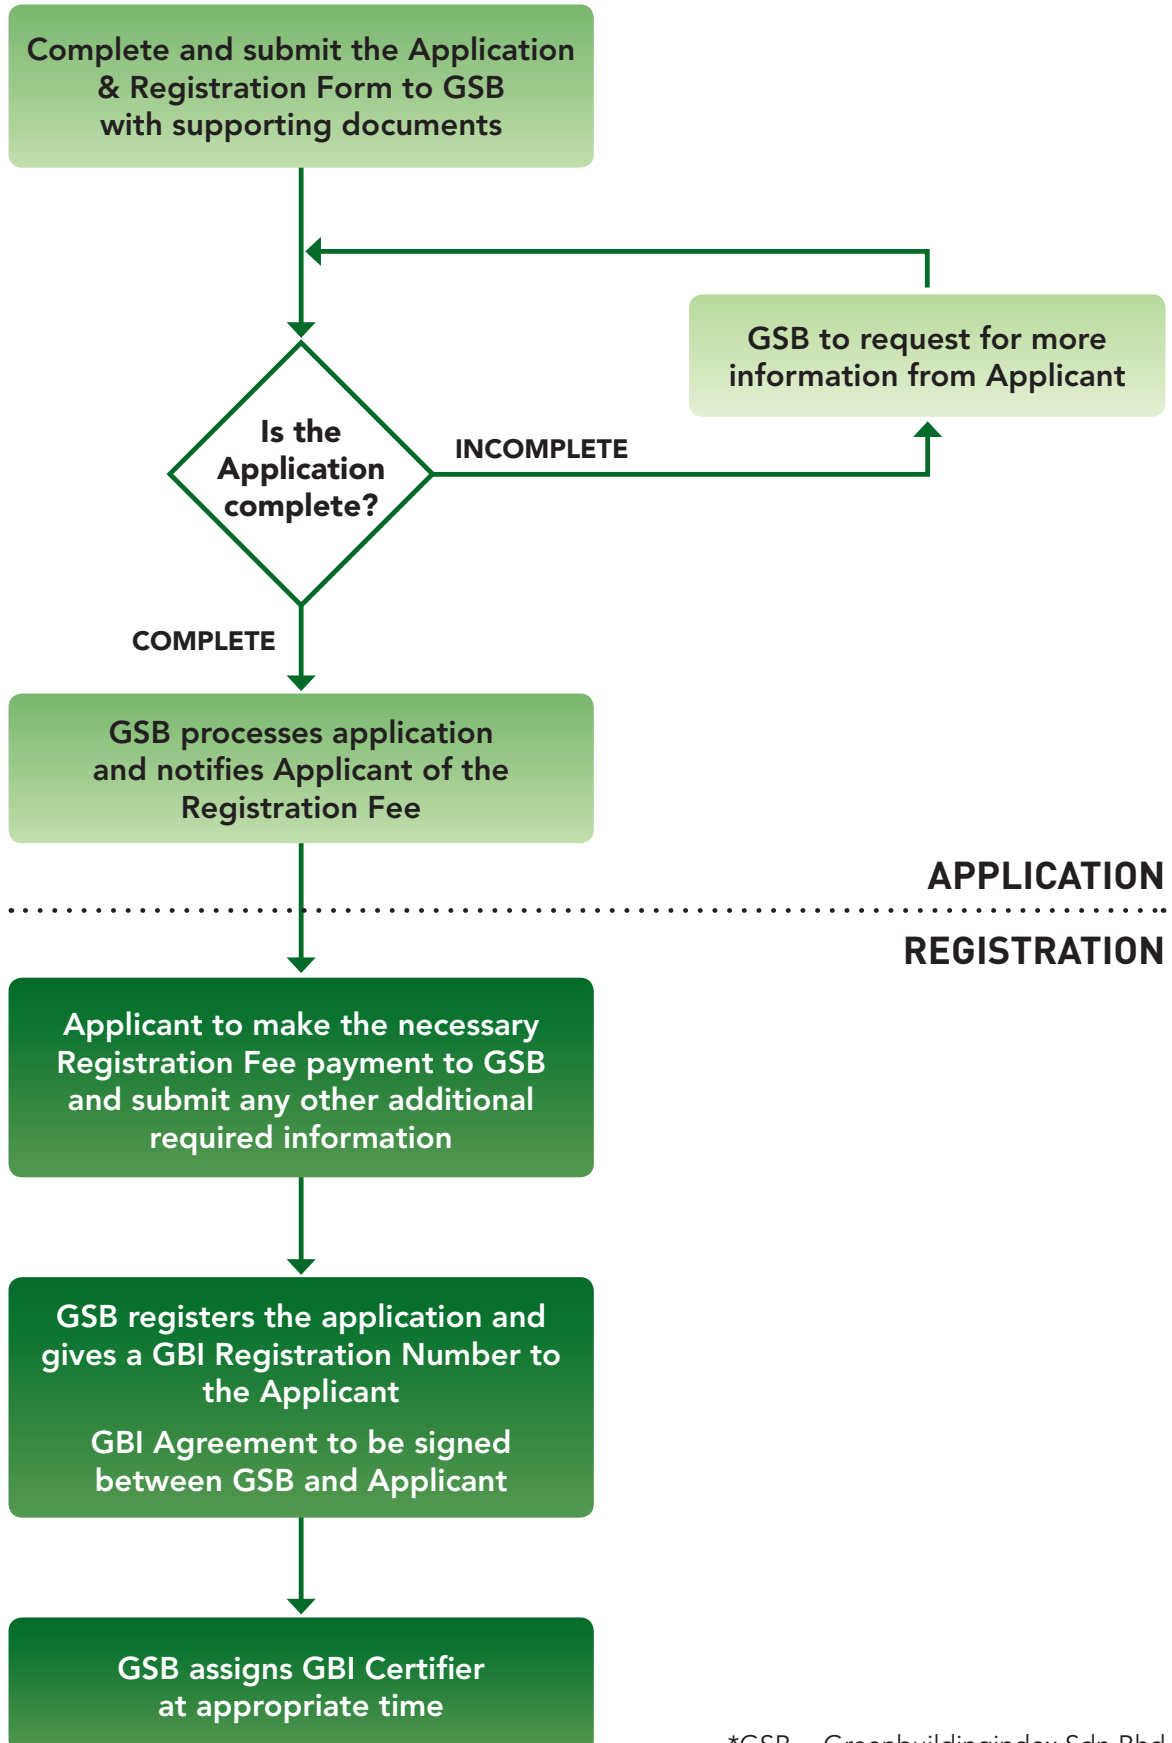 Complete and submit the Application
& Registration Form to GSB
with supporting documents
GSB to request for more
information from Applicant
Is the
Application
complete?
INCOMPLETE
COMPLETE
GSB processes application
and notifies Applicant of the
Registration Fee
APPLICATION
REGISTRATION
Applicant to make the necessary
Registration Fee payment to GSB
and submit any other additional
required information
GSB registers the application and
gives a GBI Registration Number to
the Applicant
GBI Agreement to be signed
between GSB and Applicant
GSB assigns GBI Certifier
at appropriate time
*GSB – Greenbuildingindex Sdn Bhd